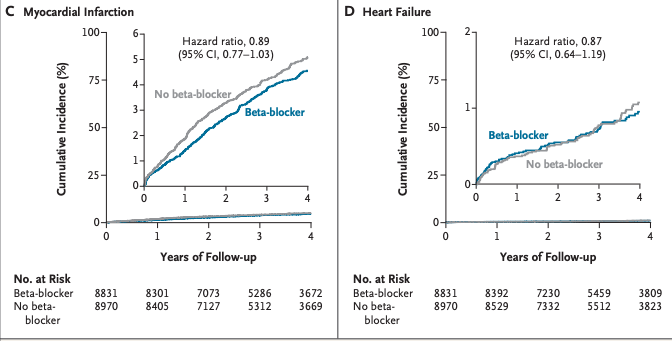 C Myocardial Infarction
Cumulative Incidence (%)
100
75
50
25
0
6
5
4
3
2
1
0
Hazard ratio, 0.89
(95% CI, 0.77–1.03)
No beta-blocker
Beta-blocker
0 1 2 3 4
0 1 2 3 4
Years of Follow-up
No. at Risk
Beta-blocker 8831 8301 7073 5286 3672
No beta- 8970 8405 7127 5312 3669
blocker
D Heart Failure
Cumulative Incidence (%)
100
75
50
25
0
2
1
0
Hazard ratio, 0.87
(95% CI, 0.64–1.19)
Beta-blocker
No beta-blocker
0 1 2 3 4
0 1 2 3 4
Years of Follow-up
No. at Risk
Beta-blocker 8831 8392 7230 5459 3809
No beta- 8970 8529 7332 5512 3823
blocker